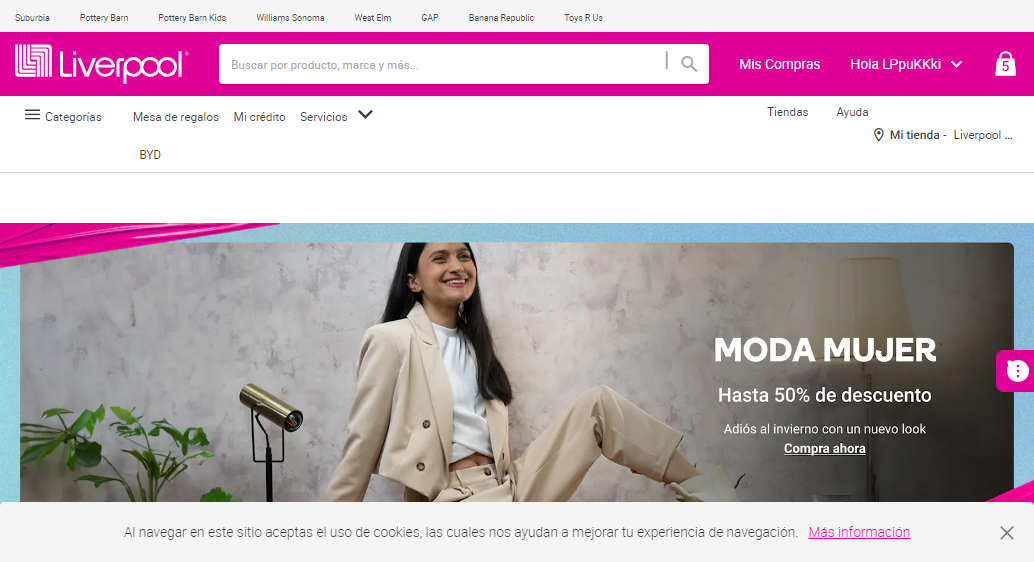 Suburbia Pottery Barn Pottery Barn Kids Williams Sonoma West Elm GAP Banana Republic Toys R Us
Liverpool® Buscar por producto, marca y más... Mis Compras Hola LPpuKKki 5
Categorías Mesa de regalos Mi crédito Servicios Tiendas Ayuda
Mi tienda - Liverpool ...
BYD
MODA MUJER
Hasta 50% de descuento
Adiós al invierno con un nuevo look
Compra ahora
Al navegar en este sitio aceptas el uso de cookies, las cuales nos ayudan a mejorar tu experiencia de navegación. Más información